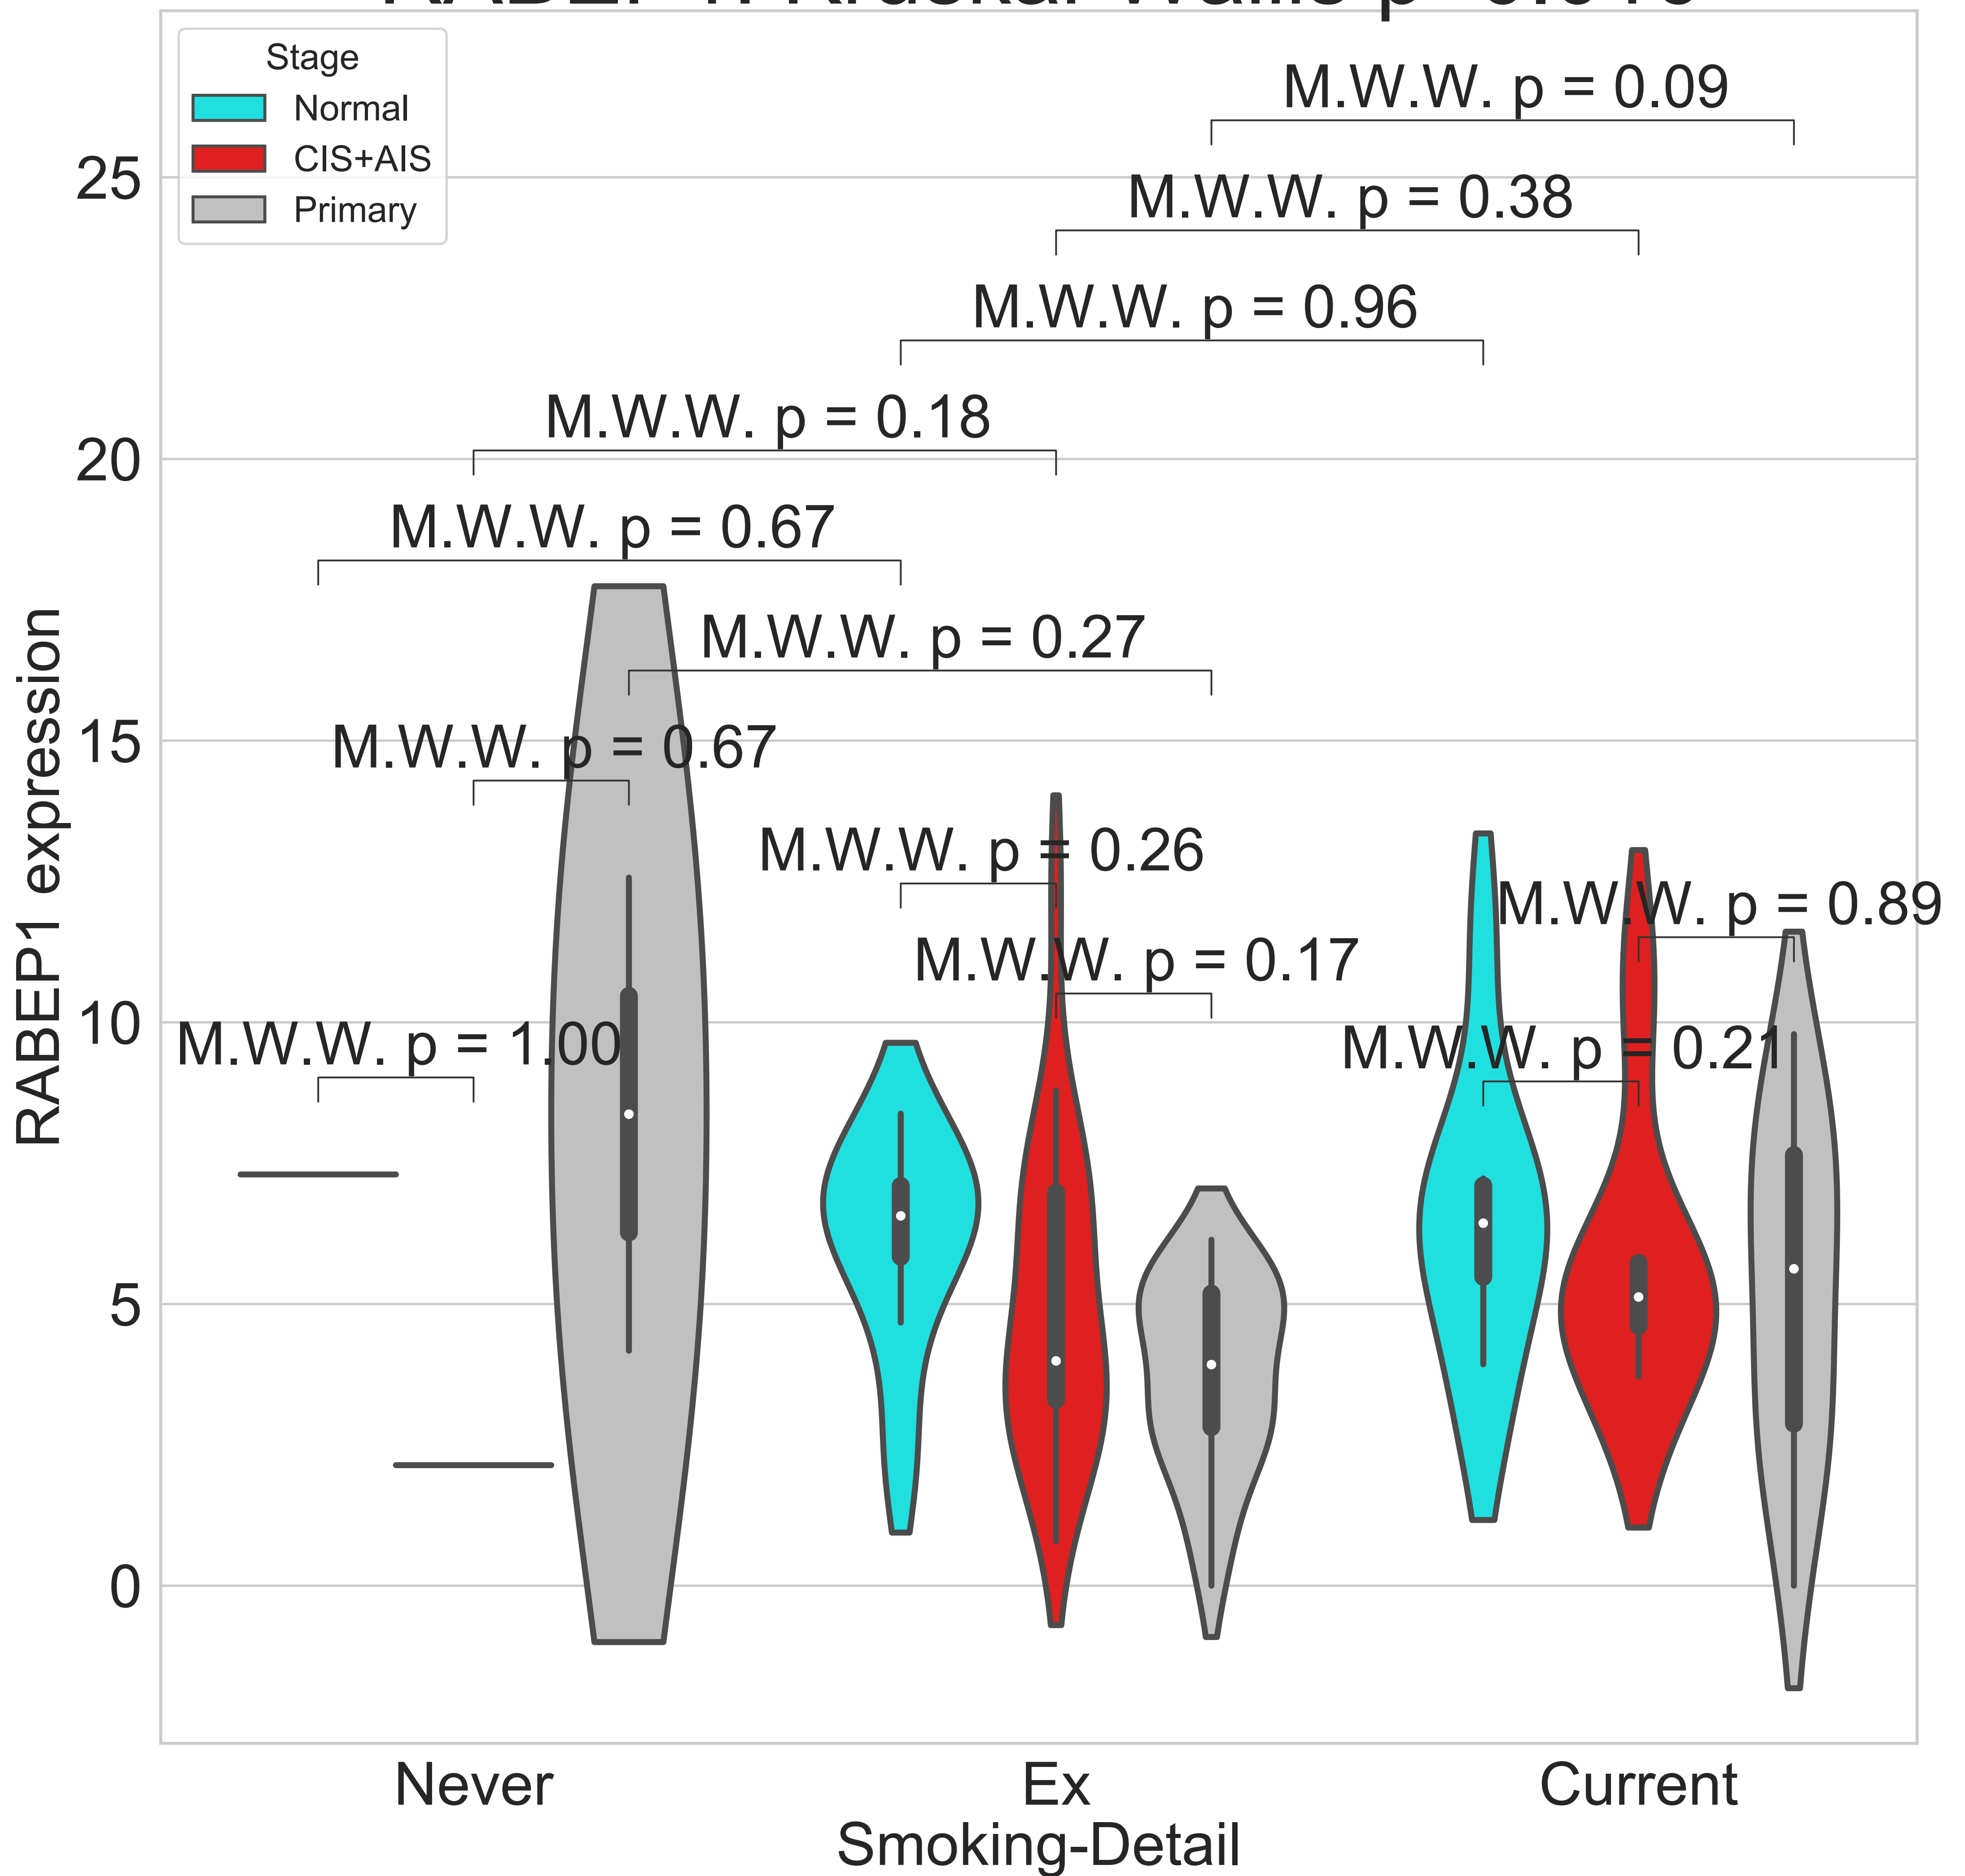 Stage
Normal
CIS+AIS
Primary
M.W.W. p = 0.09
M.W.W. p = 0.38
M.W.W. p = 0.96
M.W.W. p = 0.18
M.W.W. p = 0.67
M.W.W. p = 0.27
M.W.W. p = 0.67
M.W.W. p = 0.26
M.W.W. p = 0.89
M.W.W. p = 0.17
M.W.W. p = 1.00
M.W.W. p = 0.21
25
20
15
10
5
0
RABEP1 expression
Never
Ex
Current
Smoking-Detail